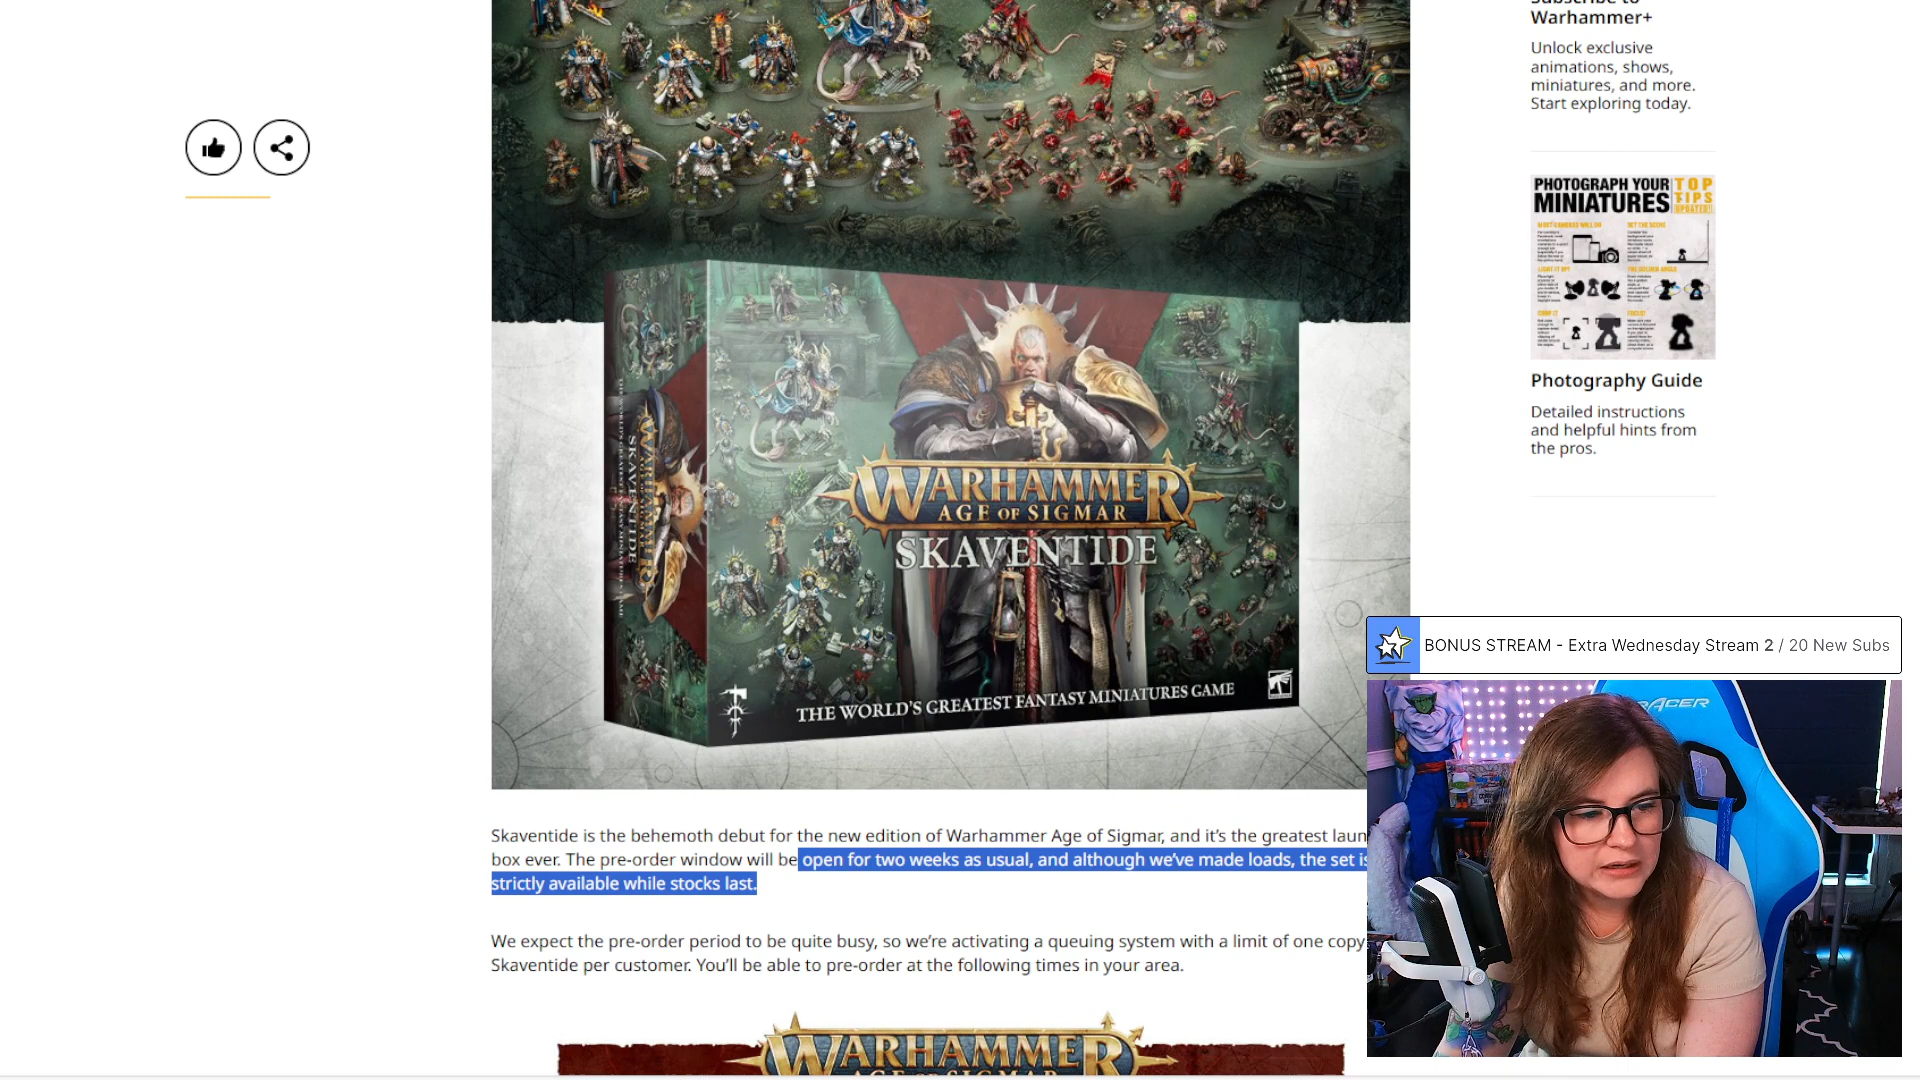 Subscribe to
Warhammer+
Unlock exclusive
animations, shows,
miniatures, and more.
Start exploring today.
PHOTOGRAPH YOUR
MINIATURES
TOP
TIPS
UPDATED!
Photography Guide
Detailed instructions
and helpful hints from
the pros.
WARHAMMER
AGE OF SIGMAR
SKAVENTIDE
THE WORLD'S GREATEST FANTASY MINIATURES GAME
WARHAMMER
SKAVENTIDE
BONUS STREAM - Extra Wednesday Stream 2 / 20 New Subs
RACER
Skaventide is the behemoth debut for the new edition of Warhammer Age of Sigmar, and it's the greatest laun
box ever. The pre-order window will be open for two weeks as usual, and although we've made loads, the set is
strictly available while stocks last.
We expect the pre-order period to be quite busy, so we're activating a queuing system with a limit of one copy
Skaventide per customer. You'll be able to pre-order at the following times in your area.
WARHAMMER
AGE OF SIGMAR